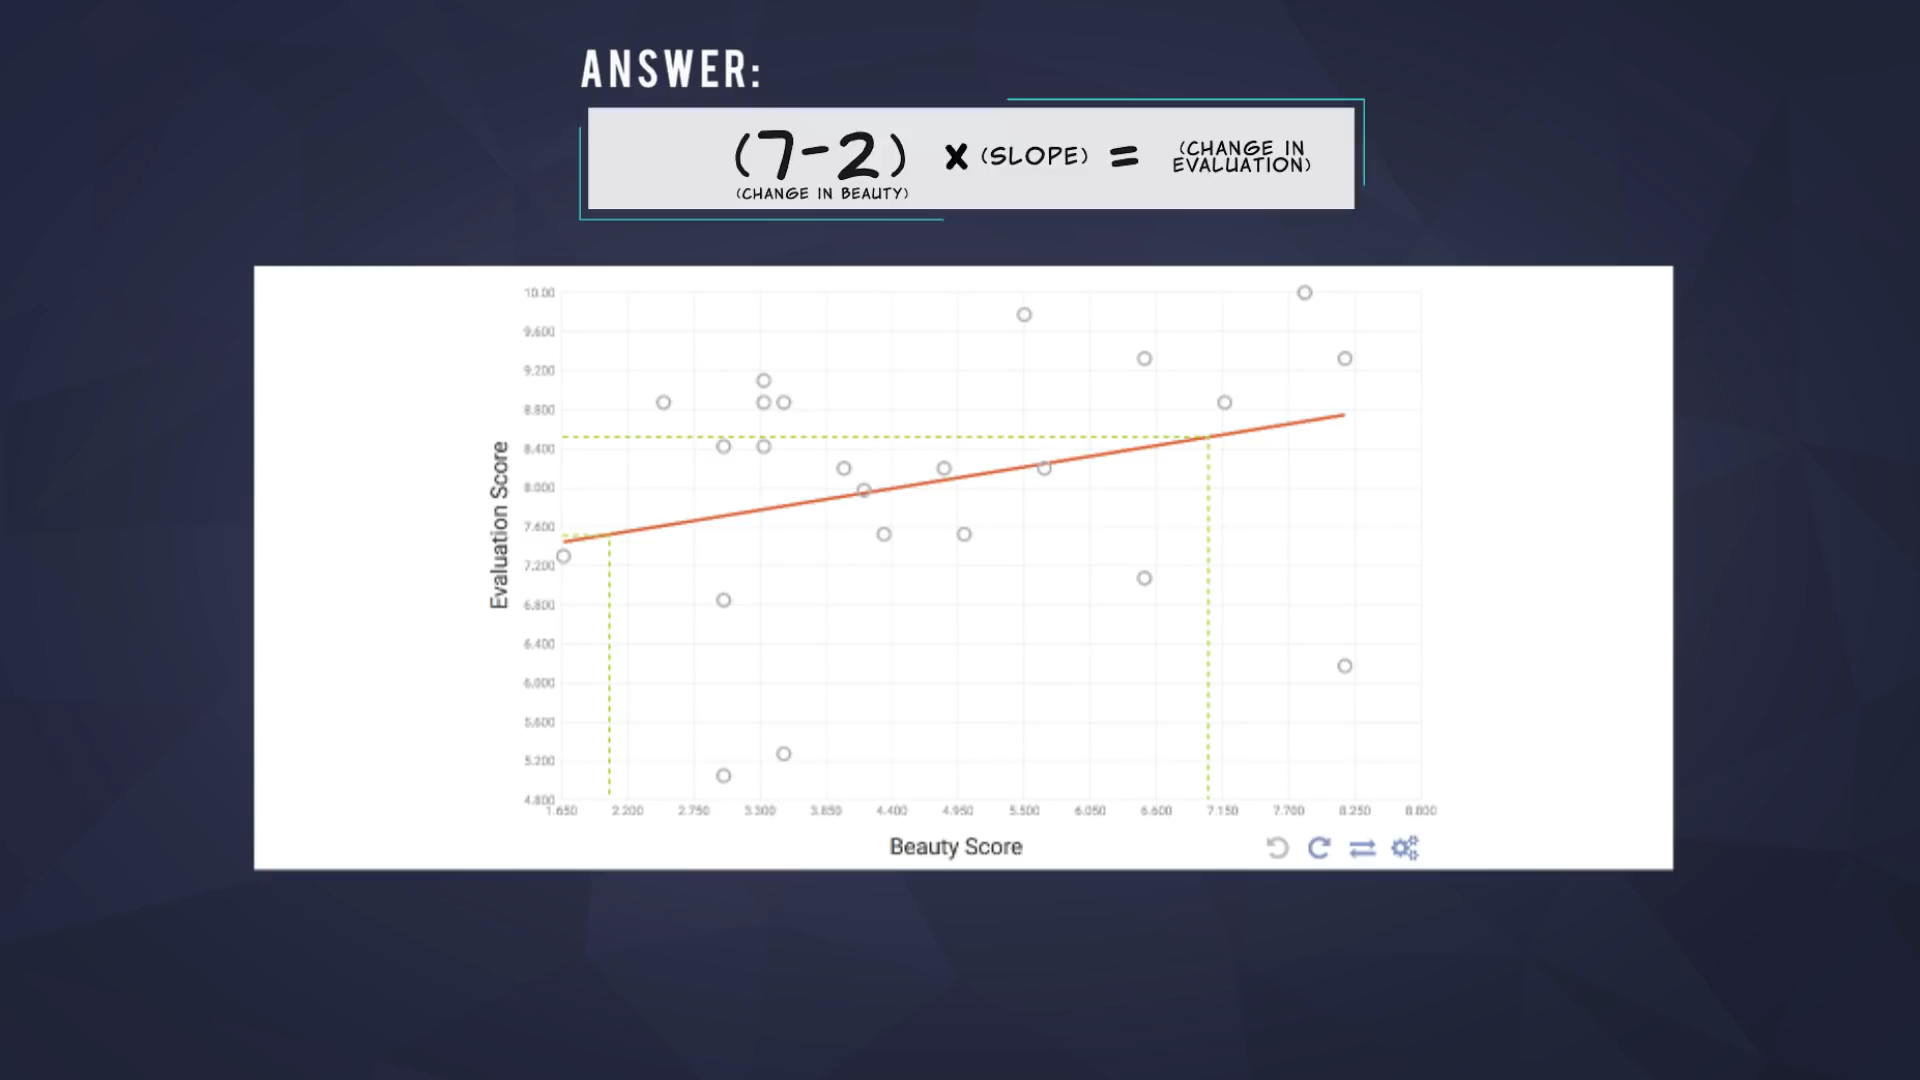 ANSWER:
(7-2) x (SLOPE) = (CHANGE IN
EVALUATION)
(CHANGE IN BEAUTY)
10.00
9.600
9.200
8.800
8.400
8.000
7.600
7.200
6.800
6.400
6.000
5.600
5.200
4.800
Evaluation Score
1.650 2.200 2.750 3.300 3.850 4.400 4.950 5.500 6.050 6.600 7.150 7.700 8.250 8.800
Beauty Score